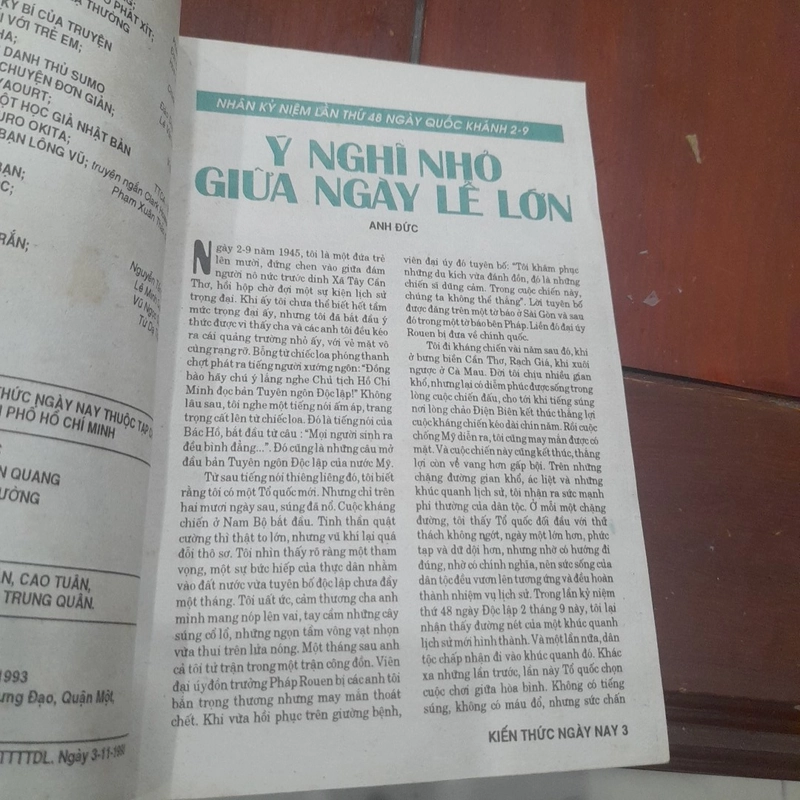 PHẬT XÍT;
KỲ BÍ CỦA TRUYỆN
I VỚI TRẺ EM;
HA;
DANH THỦ SUMO
CHUYỆN ĐƠN GIẢN;
YAOURT;
ỘT HỌC GIẢ NHẬT BẢN
URO OKITA;
BẠN LÔNG VŨ; truyện ngắn Clark
Phạm Xuân
BẠN;
C;
RẮN;
THỨC NGÀY NAY THUỘC TẠP
PHỐ HỒ CHÍ MINH
N QUANG
ƯỜNG
N, CAO TUÂN,
TRUNG QUÂN.
1993
ưng Đạo, Quận Một,
TTTTDL. Ngày 3-11-
NHÂN KỶ NIỆM LẦN THỨ 48 NGÀY QUỐC KHÁNH 2-9
Ý NGHĨ NHỎ
GIỮA NGÀY LỄ LỚN
ANH ĐỨC
Ngày 2-9 năm 1945, tôi là một đứa trẻ
lên mười, đứng chen vào giữa đám
người nô nức trước dinh Xã Tây Cần
Thơ, hồi hộp chờ đợi một sự kiện lịch sử
trọng đại. Khi ấy tôi chưa thể biết hết tầm
mức trọng đại ấy, nhưng tôi đã bắt đầu ý
thức được vì thấy cha và các anh tôi đều kéo
ra cái quảng trường nhỏ ấy, với vẻ mặt vô
cùng rạng rỡ. Bỗng từ chiếc loa phóng thanh
chợt phát ra tiếng người xướng ngôn: "Đồng
bào hãy chú ý lắng nghe Chủ tịch Hồ Chí
Minh đọc bản Tuyên ngôn Độc lập!" Không
lâu sau, tôi nghe một tiếng nói ấm áp, trang
trọng cất lên từ chiếc loa. Đó là tiếng nói của
Bác Hồ, bắt đầu từ câu : "Mọi người sinh ra
đều bình đẳng...". Đó cũng là những câu mở
đầu bản Tuyên ngôn Độc lập của nước Mỹ.
Từ sau tiếng nói thiêng liêng đó, tôi biết
rằng tôi có một Tổ quốc mới. Nhưng chỉ trên
hai mươi ngày sau, súng đã nổ. Cuộc kháng
chiến ở Nam Bộ bắt đầu. Tinh thần quật
cường thì thật to lớn, nhưng vũ khí lại quá
đỗi thô sơ. Tôi nhìn thấy rõ ràng một tham
vọng, một sự bức hiếp của thực dân nhằm
vào đất nước vừa tuyên bố độc lập chưa đầy
một tháng. Tôi uất ức, cảm thương cha anh
mình mang nóp lên vai, tay cầm những cây
súng cổ lỗ, những ngọn tầm vông vạt nhọn
vừa thui trên lửa nóng. Một tháng sau anh
cả tôi tử trận trong một trận công đồn. Viên
đại úy đồn trưởng Pháp Rouen bị các anh tôi
bắn trọng thương nhưng may mắn thoát
chết. Khi vừa hồi phục trên giường bệnh,
viên đại úy đó tuyên bố: "Tôi khâm phục
những du kích vừa đánh đồn, đó là những
chiến sĩ dũng cảm. Trong cuộc chiến này,
chúng ta không thể thắng". Lời tuyên bố
được đăng trên một tờ báo ở Sài Gòn và sau
đó trong một tờ báo bên Pháp. Liền đó đại úy
Rouen bị đưa về chính quốc.
Tôi đi kháng chiến vài năm sau đó, khi
ở bưng biền Cần Thơ, Rạch Giá, khi xuôi
ngược ở Cà Mau. Đời tôi chịu nhiều gian
khổ, nhưng lại có diễm phúc được sống trong
lòng cuộc chiến đấu, cho tới khi tiếng súng
nơi lòng chảo Điện Biên kết thúc thắng lợi
cuộc kháng chiến kéo dài chín năm. Rồi cuộc
chống Mỹ diễn ra, tôi cũng may mắn được có
mặt. Và cuộc chiến này cũng kết thúc, thắng
lợi còn vẻ vang hơn gấp bội. Trên những
chặng đường gian khổ, ác liệt và những
khúc quanh lịch sử, tôi nhận ra sức mạnh
phi thường của dân tộc. Ở mỗi một chặng
đường, tôi thấy Tổ quốc đối đầu với thử
thách không ngớt, ngày một lớn hơn, phức
tạp và dữ dội hơn, nhưng nhờ có hướng đi
đúng, nhờ có chính nghĩa, nên sức sống của
dân tộc đều vươn lên tương ứng và đều hoàn
thành nhiệm vụ lịch sử. Trong lần kỷ niệm
thứ 48 ngày Độc lập 2 tháng 9 này, tôi lại
nhận thấy đường nét của một khúc quanh
lịch sử mới hình thành. Và một lần nữa, dân
tộc chấp nhận đi vào khúc quanh đó. Khác
xa những lần trước, lần này Tổ quốc chọn
cuộc chơi giữa hòa bình. Không có tiếng
súng, không có máu đổ, nhưng sức chấn
KIẾN THỨC NGÀY NAY 3